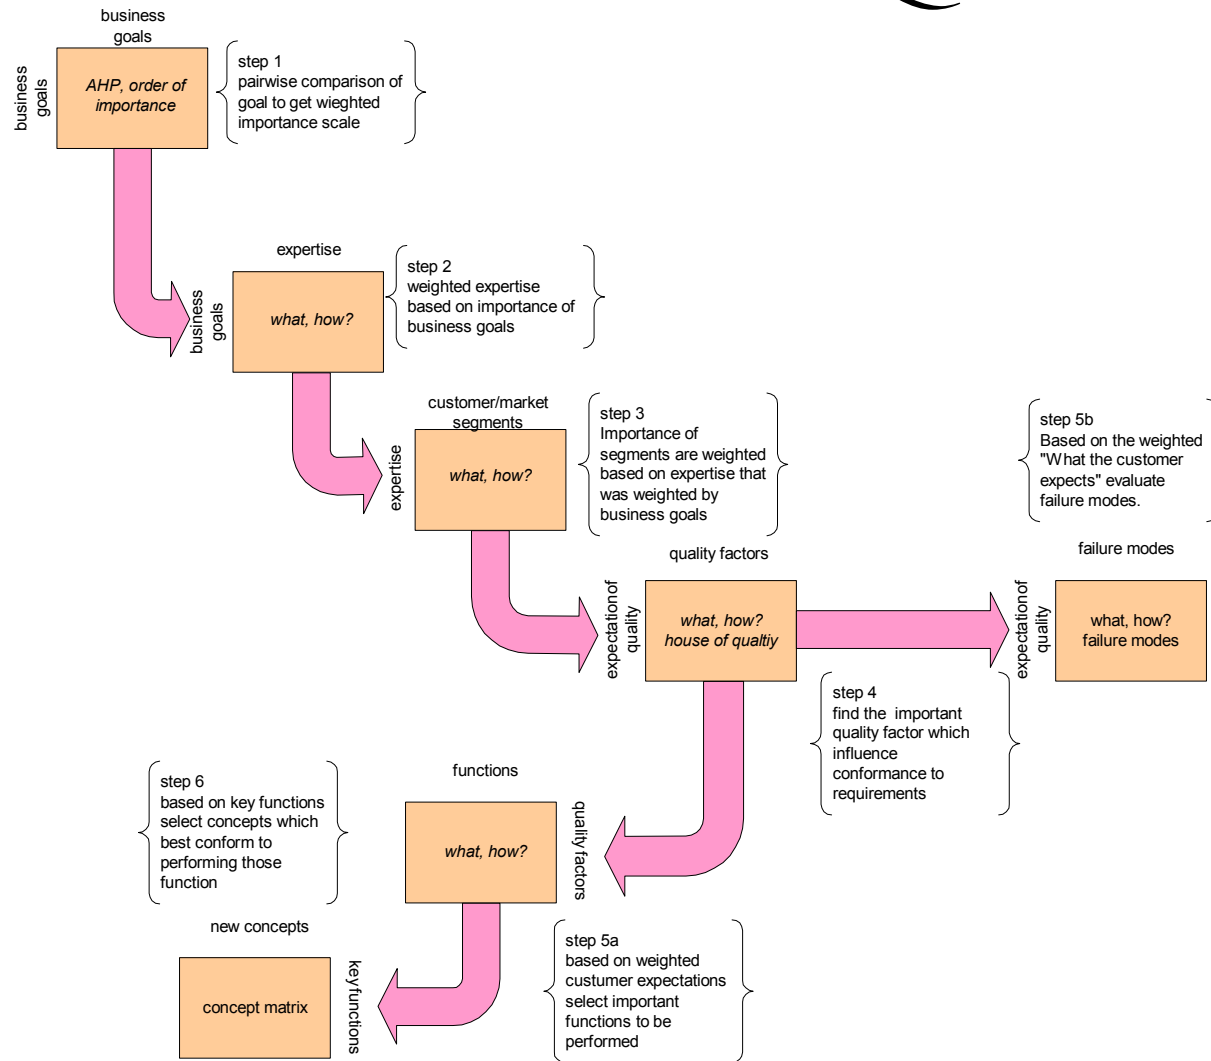 business
goals
business
goals
AHP, order of
importance
step 1
pairwise comparison of
goal to get wieghted
importance scale
expertise
business
goals
what, how?
step 2
weighted expertise
based on importance of
business goals
customer/market
segments
expertise
what, how?
step 3
Importance of
segments are weighted
based on expertise that
was weighted by
business goals
step 5b
Based on the weighted
"What the customer
expects" evaluate
failure modes.
quality factors
expectation of
quality
what, how?
house of qualtiy
failure modes
expectation of
quality
what, how?
failure modes
step 4
find the important
quality factor which
influence
conformance to
requirements
functions
what, how?
quality factors
step 6
based on key functions
select concepts which
best conform to
performing those
function
new concepts
concept matrix
key functions
step 5a
based on weighted
custumer expectations
select important
functions to be
performed